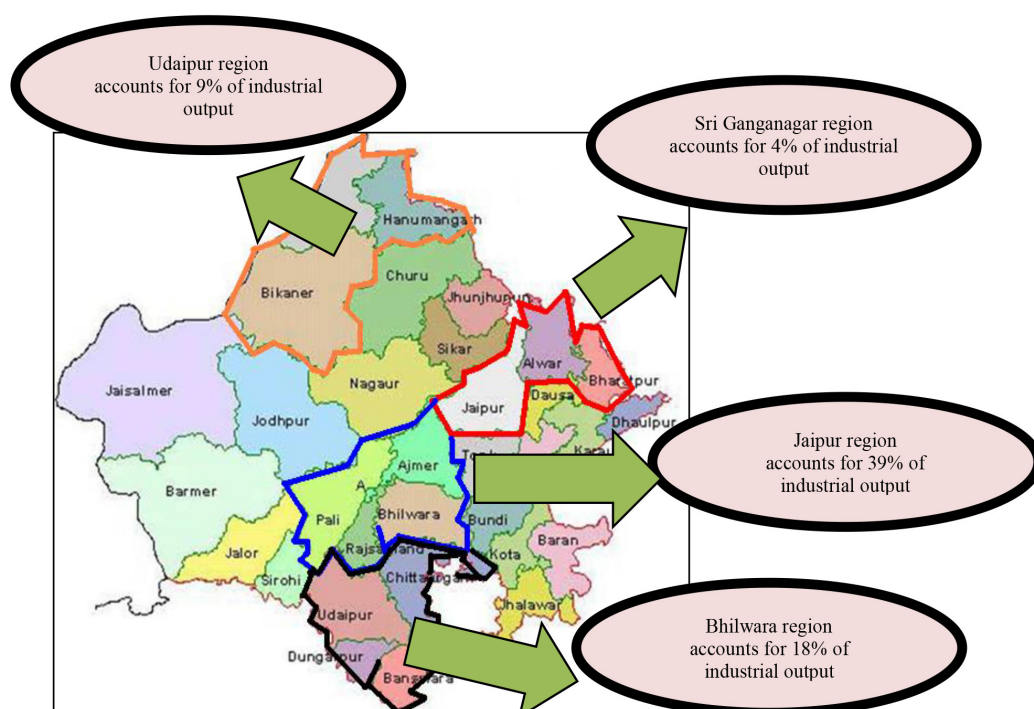 Udaipur region
accounts for 9% of industrial
output
Sri Ganganagar region
accounts for 4% of industrial
output
Hanumangarh
Churu
Bikaner
Jhunjhunun
Sikar
Alwar
Bharatpur
Jaisalmer
Nagaur
Jaipur
Dausa
Dhaulpur
Jodhpur
Jaipur region
accounts for 39% of
industrial output
Ajmer
Barmer
Pali
Bhilwara
Bundi
Baran
Jalor
Rajsamand
Kota
Sirohi
Jhalawar
Udaipur
Bhilwara region
accounts for 18% of
industrial output
Dungarpur
Banswara